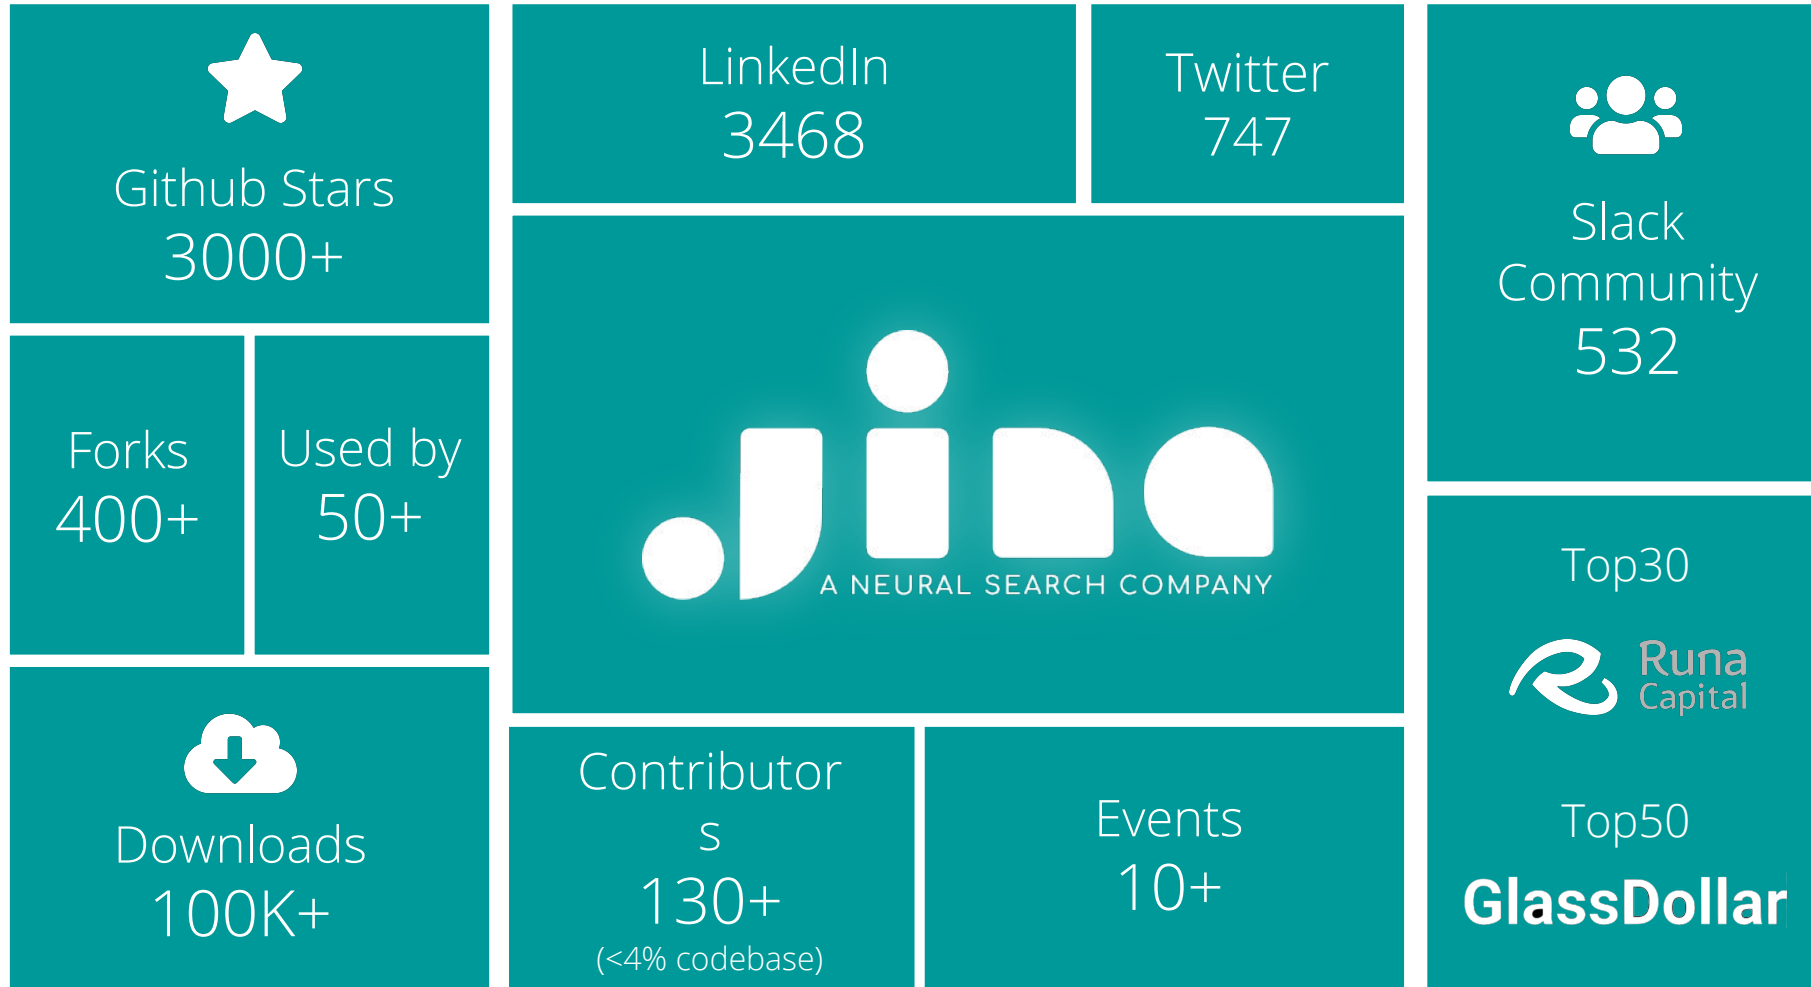 Github Stars
3000+
Forks
400+
Used by
50+
Downloads
100K+
LinkedIn
3468
Twitter
747
jina
A NEURAL SEARCH COMPANY
Contributor
s
130+
(<4% codebase)
Events
10+
Slack
Community
532
Top30
Runa
Capital
Top50
GlassDollar